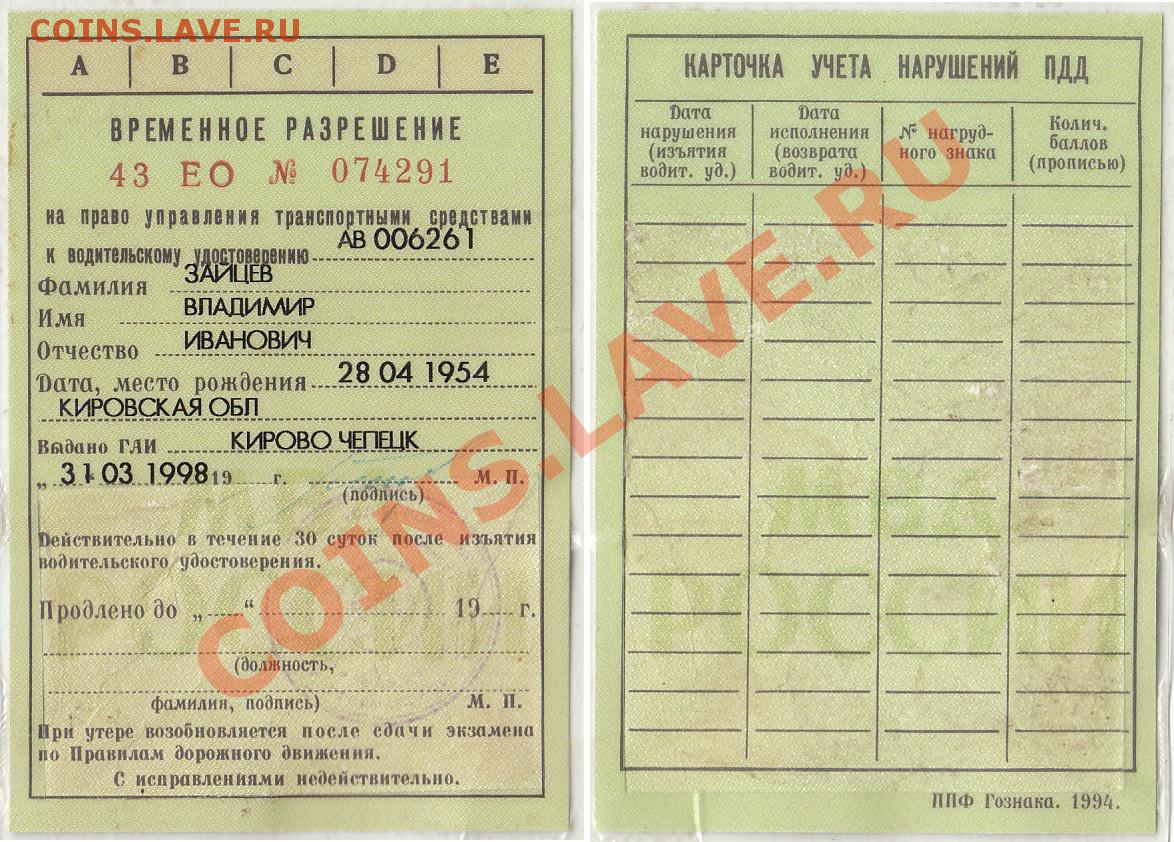 COINS.LAVE.RU
A B C D E
ВРЕМЕННОЕ РАЗРЕШЕНИЕ
43 ЕО № 074291
на право управления транспортными средствами
к водительскому удостоверению АВ 006261
Фамилия ЗАЙЦЕВ
Имя ВЛАДИМИР
Отчество ИВАНОВИЧ
Дата, место рождения 28 04 1954
КИРОВСКАЯ ОБЛ
Выдано ГАИ КИРОВО ЧЕПЕЦК
„ 31 03 1998 19 г. М. П.
(подпись)
Действительно в течение 30 суток после изъятия
водительского удостоверения.
Продлено до „ “ 19 г.
(должность,
фамилия, подпись) М. П.
При утере возобновляется после сдачи экзамена
по Правилам дорожного движения.
С исправлениями недействительно.
КАРТОЧКА УЧЕТА НАРУШЕНИЙ ПДД
Дата
нарушения
(изъятия
водит. уд.)
Дата
исполнения
(возврата
водит. уд.)
№ нагруд-
ного знака
Колич.
баллов
(прописью)
ППФ Гознака. 1994.
COINS.LAVE.RU